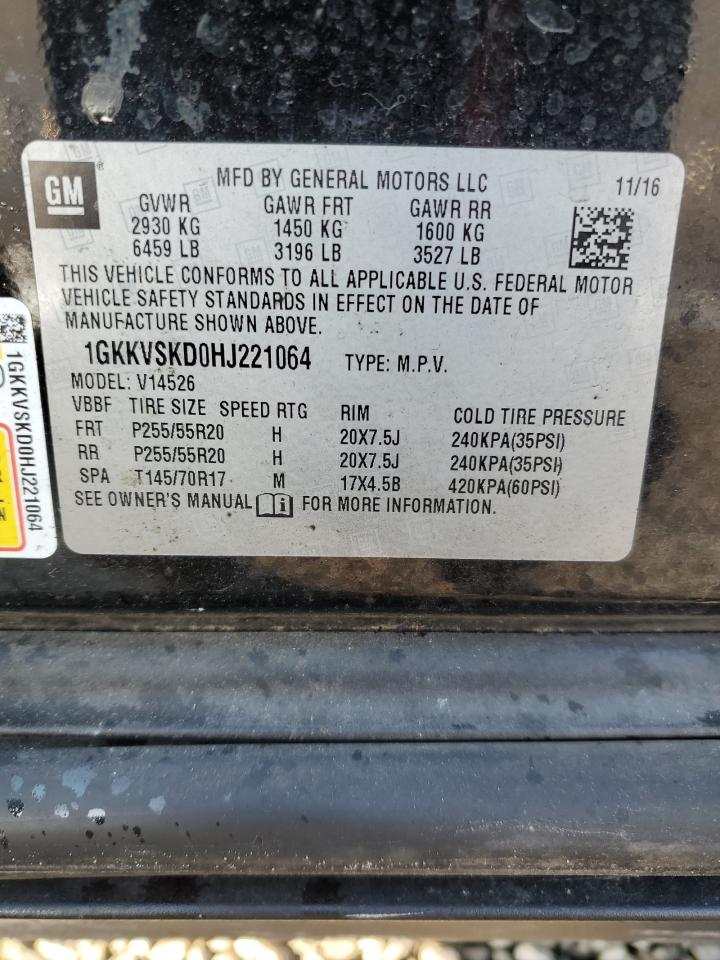 GM ®
MFD BY GENERAL MOTORS LLC 11/16
GVWR GAWR FRT GAWR RR
2930 KG 1450 KG 1600 KG
6459 LB 3196 LB 3527 LB
THIS VEHICLE CONFORMS TO ALL APPLICABLE U.S. FEDERAL MOTOR
VEHICLE SAFETY STANDARDS IN EFFECT ON THE DATE OF
MANUFACTURE SHOWN ABOVE.
1GKKVSKD0HJ221064 TYPE: M.P.V.
MODEL: V14526
VBBF TIRE SIZE SPEED RTG RIM COLD TIRE PRESSURE
FRT P255/55R20 H 20X7.5J 240KPA(35PSI)
RR P255/55R20 H 20X7.5J 240KPA(35PSI)
SPA T145/70R17 M 17X4.5B 420KPA(60PSI)
SEE OWNER'S MANUAL i FOR MORE INFORMATION.
1GKKVSKD0HJ221064